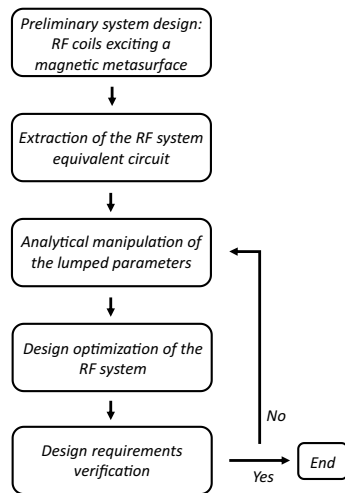 Preliminary system design:
RF coils exciting a
magnetic metasurface
Extraction of the RF system
equivalent circuit
Analytical manipulation of
the lumped parameters
Design optimization of the
RF system
No
Design requirements
verification
Yes
End